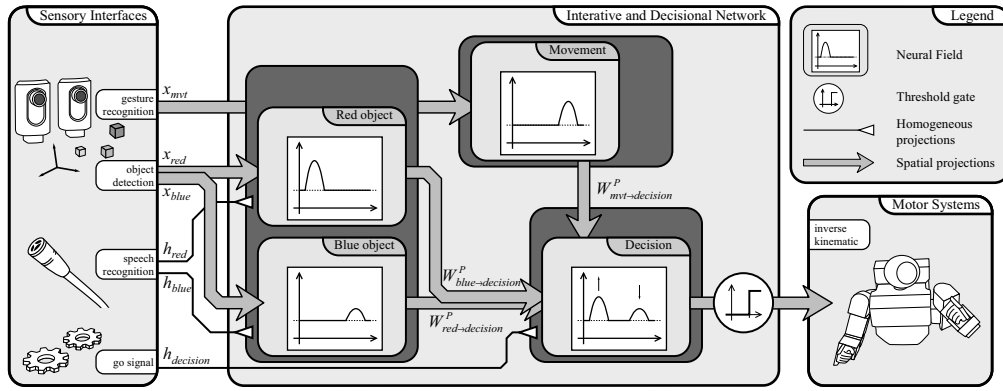 Sensory Interfaces
Interative and Decisional Network
Legend
gesture
recognition
x_mvt
Movement
Neural Field
Red object
Threshold gate
object
detection
x_red
x_blue
Homogeneous
projections
Spatial projections
W^P_mvt→decision
Motor Systems
inverse
kinematic
speech
recognition
h_red
h_blue
Blue object
Decision
W^P_blue→decision
W^P_red→decision
go signal
h_decision